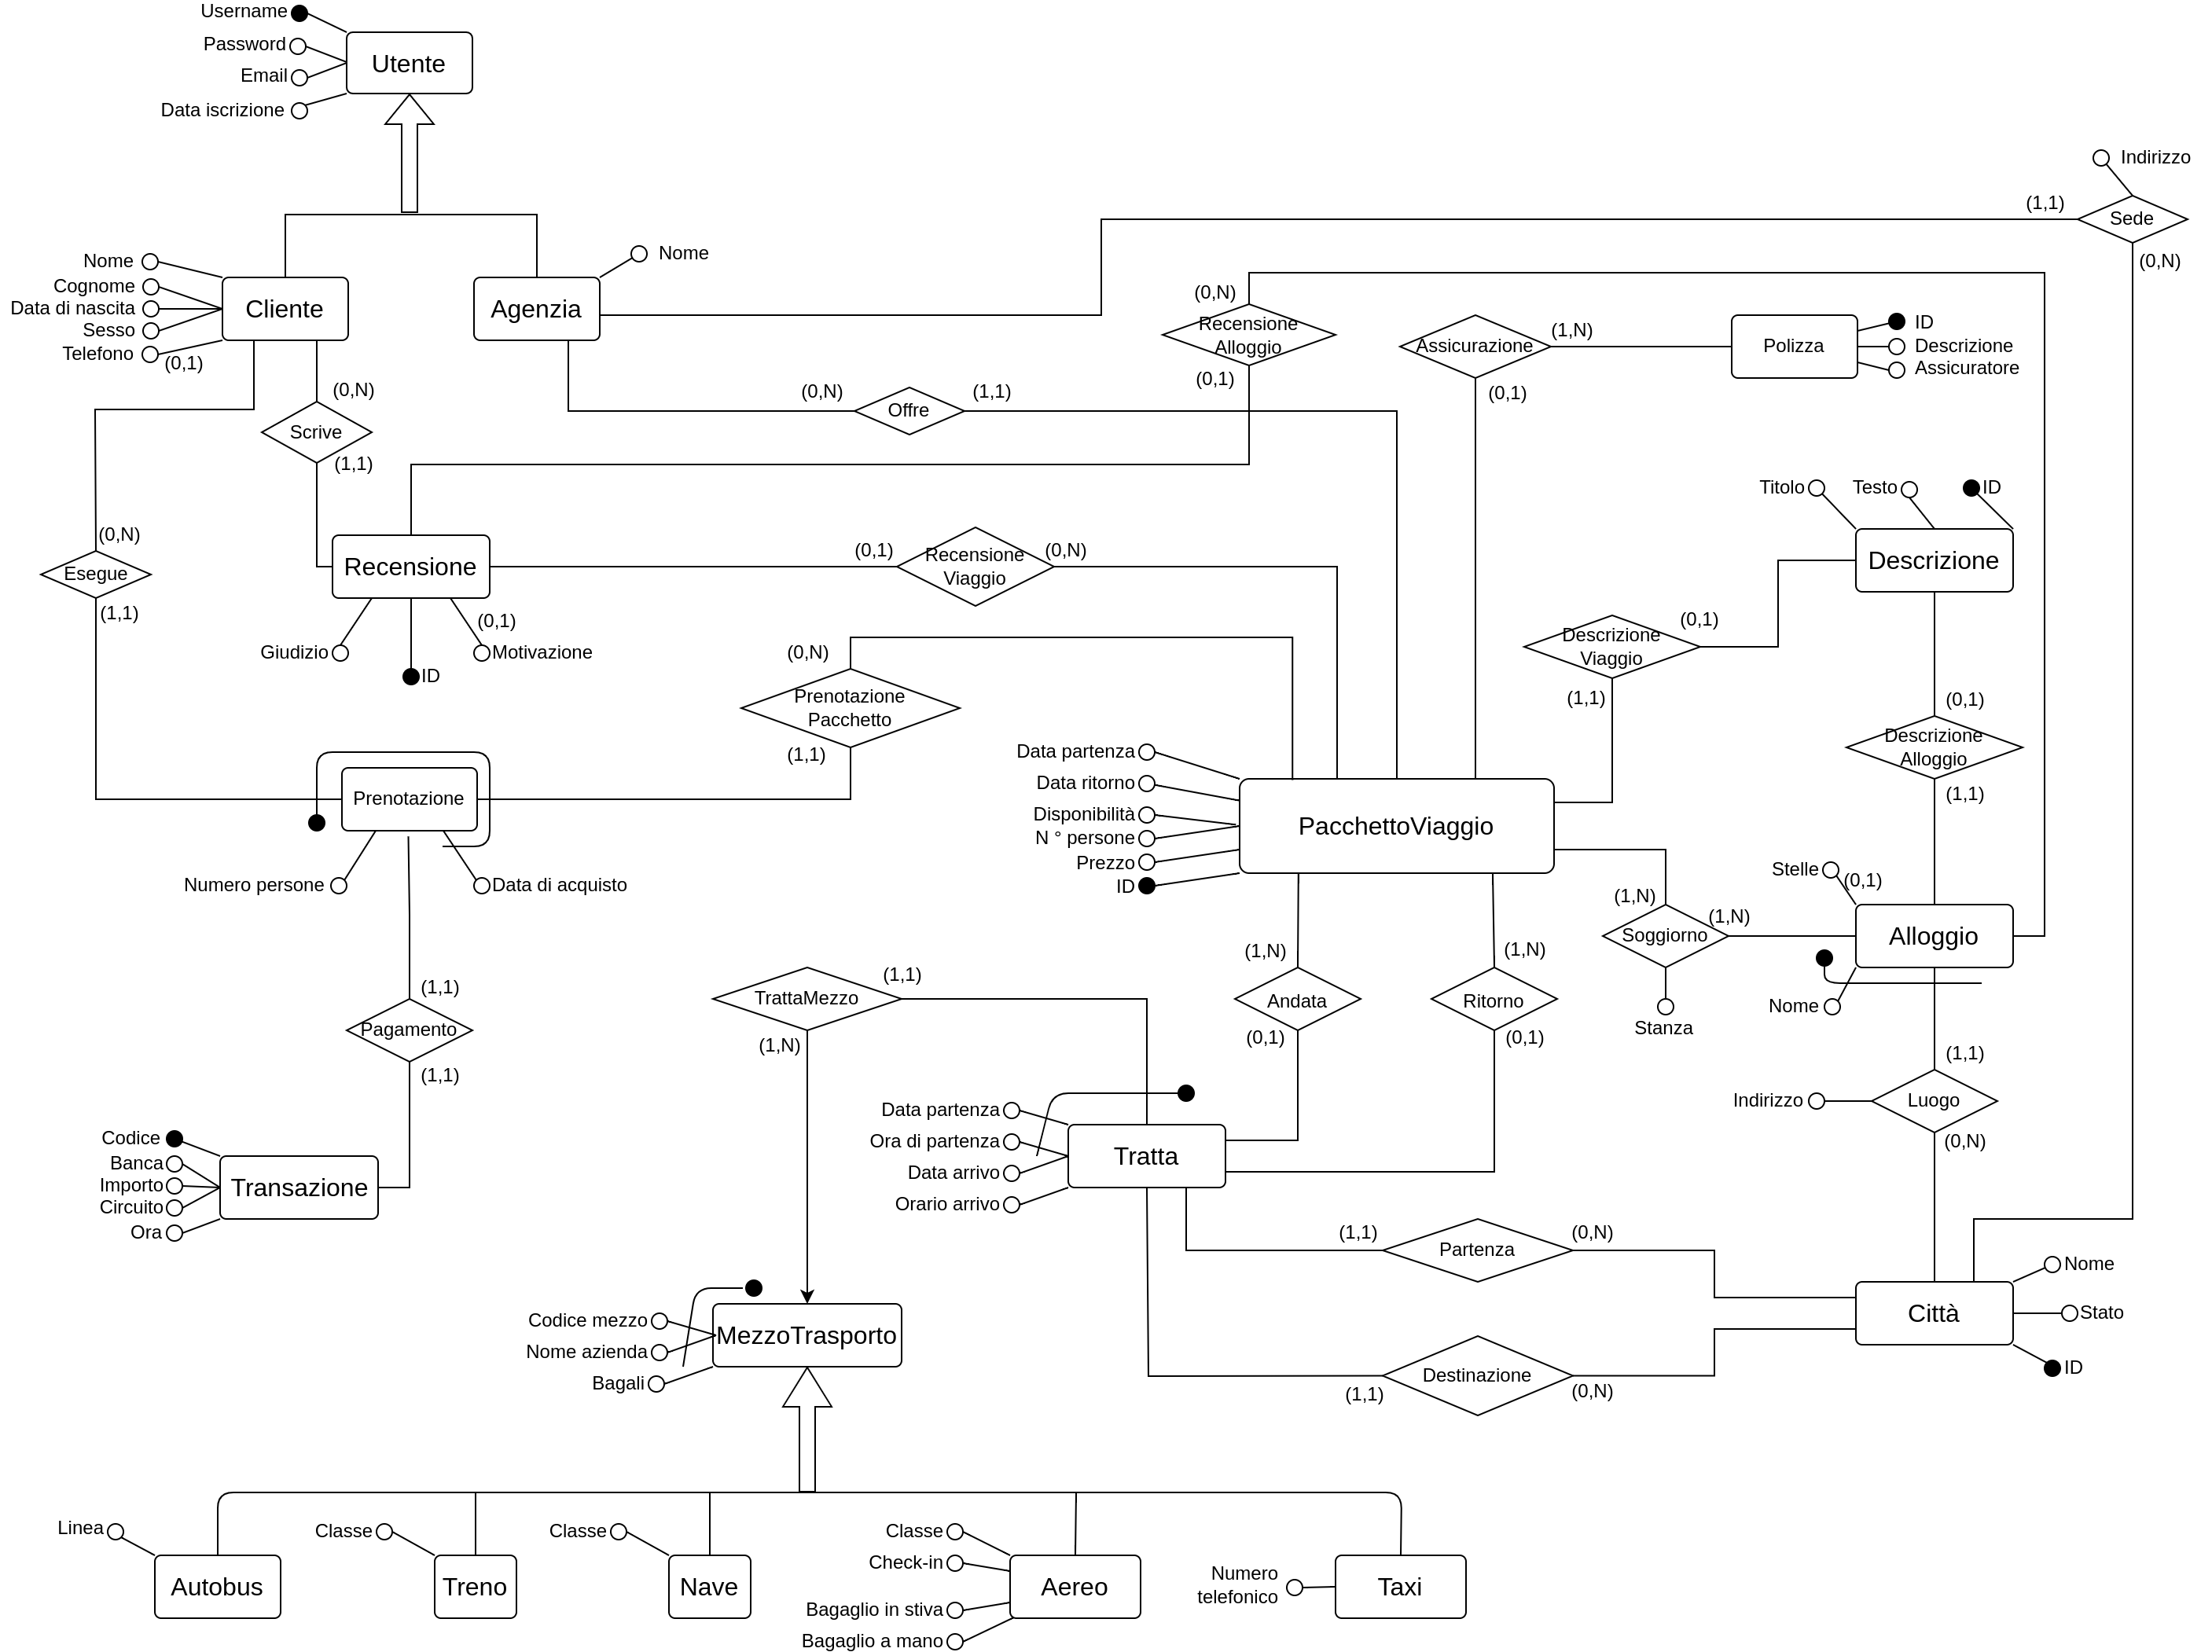 Username
Password
Utente
Email
Data iscrizione
Indirizzo
(1,1)
Sede
Nome
Nome
(0,N)
Cognome
Data di nascita
Cliente
Agenzia
(0,N)
Sesso
Telefono
(0,1)
Recensione
Alloggio
Assicurazione
(1,N)
Polizza
ID
Descrizione
Assicuratore
(0,N)
(0,N)
Offre
(1,1)
(0,1)
(0,1)
Scrive
(1,1)
Titolo
Testo
ID
(0,N)
Esegue
(1,1)
Recensione
(0,1)
Recensione
Viaggio
(0,N)
Descrizione
(0,1)
Giudizio
Motivazione
ID
(0,N)
Descrizione
Viaggio
(0,1)
(1,1)
Prenotazione
Pacchetto
(1,1)
(0,1)
Descrizione
Alloggio
(1,1)
Data partenza
Data ritorno
Disponibilità
N ° persone
Prezzo
ID
PacchettoViaggio
Prenotazione
Numero persone
Data di acquisto
Stelle
(0,1)
(1,N)
Soggiorno
(1,N)
Alloggio
Stanza
Nome
(1,N)
(1,N)
Andata
Ritorno
(0,1)
(0,1)
(1,1)
TrattaMezzo
(1,N)
(1,1)
Pagamento
(1,1)
(1,1)
Indirizzo
Luogo
(0,N)
Data partenza
Ora di partenza
Data arrivo
Orario arrivo
Tratta
Codice
Banca
Importo
Circuito
Ora
Transazione
(1,1)
Partenza
(0,N)
Nome
Città
Stato
ID
Codice mezzo
Nome azienda
Bagali
MezzoTrasporto
(1,1)
Destinazione
(0,N)
Linea
Autobus
Classe
Treno
Classe
Nave
Classe
Check-in
Bagaglio in stiva
Bagaglio a mano
Aereo
Numero
telefonico
Taxi